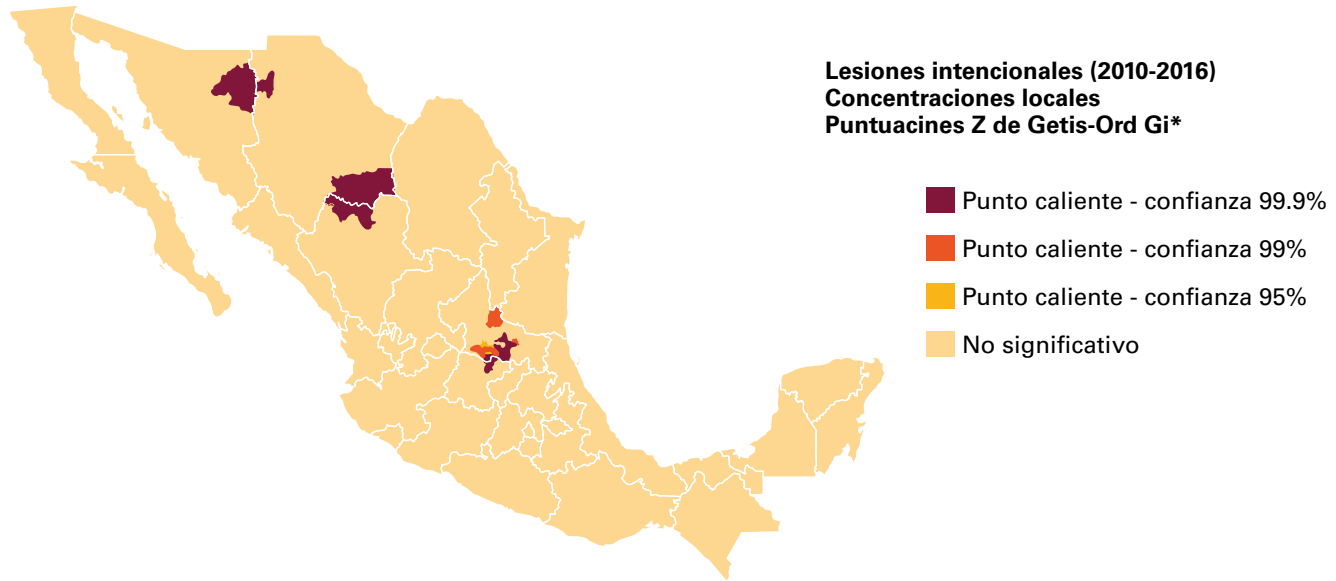 Lesiones intencionales (2010-2016)
Concentraciones locales
Puntuacines Z de Getis-Ord Gi*
Punto caliente - confianza 99.9%
Punto caliente - confianza 99%
Punto caliente - confianza 95%
No significativo